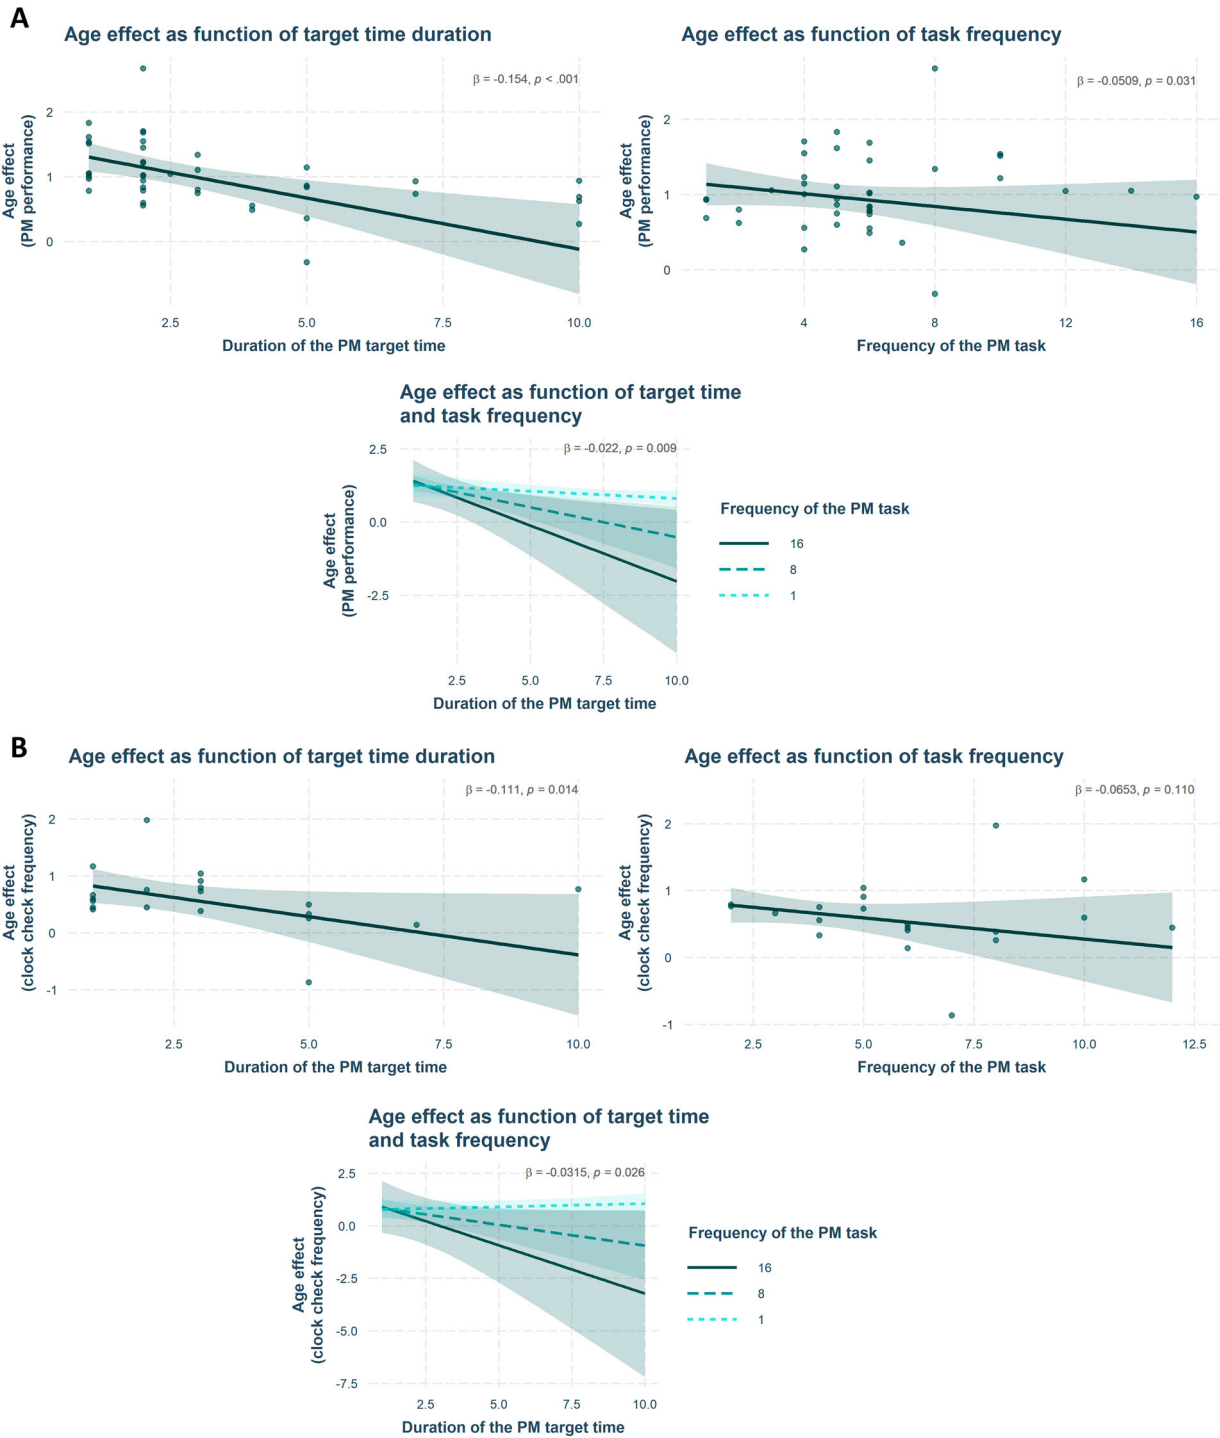 A
Age effect as function of target time duration
β = -0.154, p < .001
Age effect
(PM performance)
2
1
0
2.5 5.0 7.5 10.0
Duration of the PM target time
Age effect as function of task frequency
β = -0.0509, p = 0.031
Age effect
(PM performance)
2
1
0
4 8 12 16
Frequency of the PM task
Age effect as function of target time
and task frequency
β = -0.022, p = 0.009
Age effect
(PM performance)
2.5
0.0
-2.5
2.5 5.0 7.5 10.0
Duration of the PM target time
Frequency of the PM task
16
8
1
B
Age effect as function of target time duration
β = -0.111, p = 0.014
Age effect
(clock check frequency)
2
1
0
-1
2.5 5.0 7.5 10.0
Duration of the PM target time
Age effect as function of task frequency
β = -0.0653, p = 0.110
Age effect
(clock check frequency)
2
1
0
-1
2.5 5.0 7.5 10.0 12.5
Frequency of the PM task
Age effect as function of target time
and task frequency
β = -0.0315, p = 0.026
Age effect
(clock check frequency)
2.5
0.0
-2.5
-5.0
-7.5
2.5 5.0 7.5 10.0
Duration of the PM target time
Frequency of the PM task
16
8
1